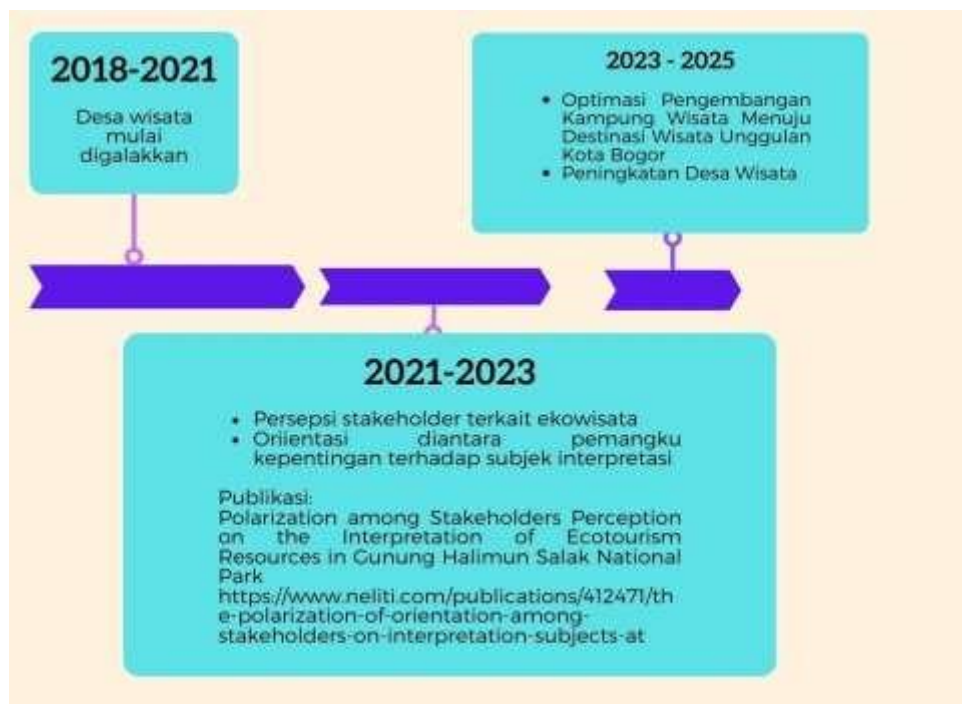 2018-2021
Desa wisata
mulai
digalakkan
2023 - 2025
• Optimasi Pengembangan
Kampung Wisata Menuju
Destinasi Wisata Unggulan
Kota Bogor
• Peningkatan Desa Wisata
2021-2023
• Persepsi stakeholder terkait ekowisata
• Oriientasi diantara pemangku
kepentingan terhadap subjek interpretasi
Publikasi:
Polarization among Stakeholders Perception
on the Interpretation of Ecotourism
Resources in Gunung Halimun Salak National
Park
https://www.neliti.com/publications/412471/th
e-polarization-of-orientation-among-
stakeholders-on-interpretation-subjects-at